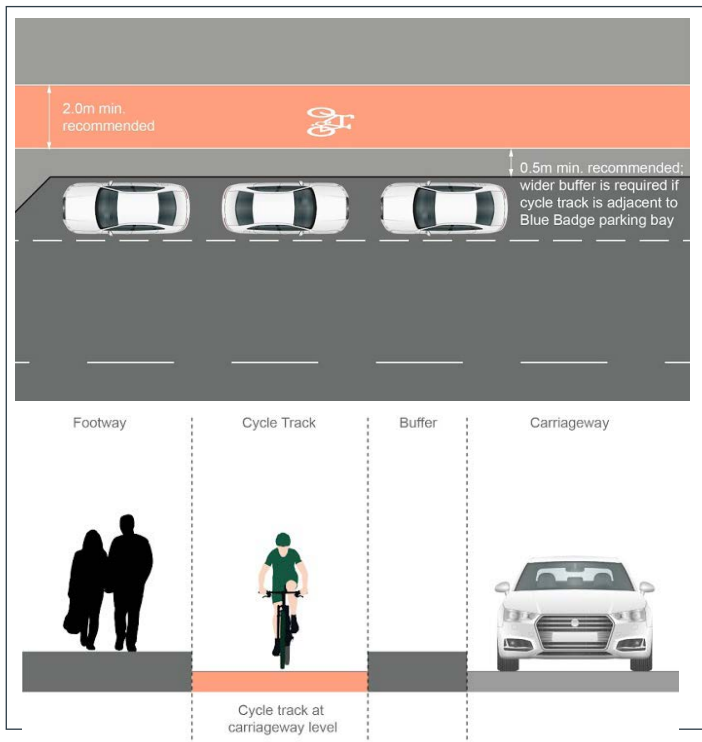 2.0m min.
recommended
0.5m min. recommended;
wider buffer is required if
cycle track is adjacent to
Blue Badge parking bay
Footway
Cycle Track
Buffer
Carriageway
Cycle track at
carriageway level